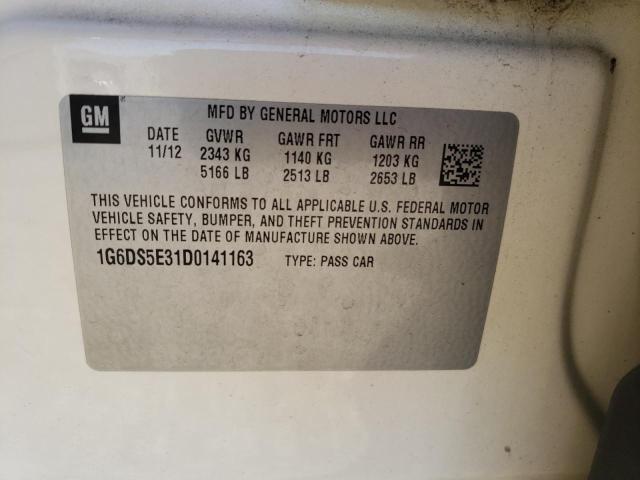 GM
MFD BY GENERAL MOTORS LLC
DATE GVWR GAWR FRT GAWR RR
11/12 2343 KG 1140 KG 1203 KG
5166 LB 2513 LB 2653 LB
THIS VEHICLE CONFORMS TO ALL APPLICABLE U.S. FEDERAL MOTOR
VEHICLE SAFETY, BUMPER, AND THEFT PREVENTION STANDARDS IN
EFFECT ON THE DATE OF MANUFACTURE SHOWN ABOVE.
1G6DS5E31D0141163 TYPE: PASS CAR